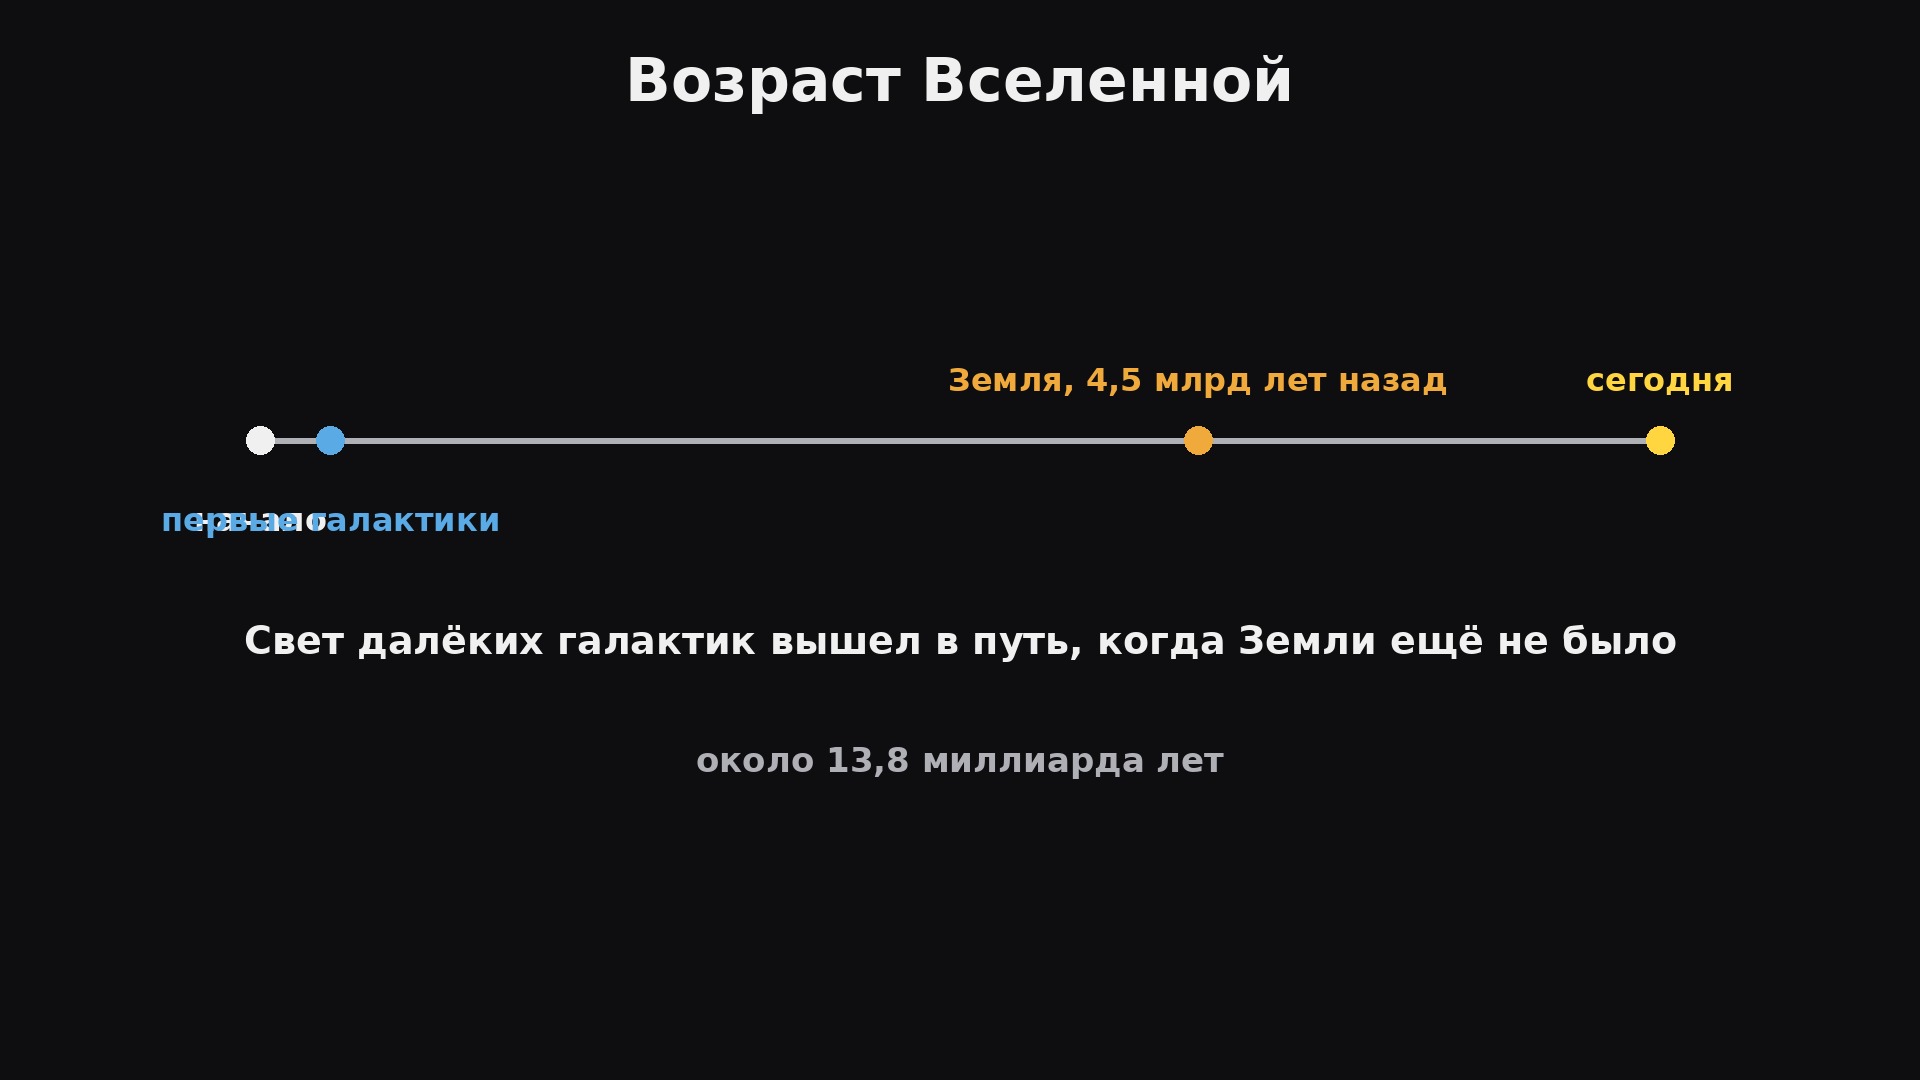 Возраст Вселенной
Земля, 4,5 млрд лет назад
сегодня
начало
первые галактики
Свет далёких галактик вышел в путь, когда Земли ещё не было
около 13,8 миллиарда лет